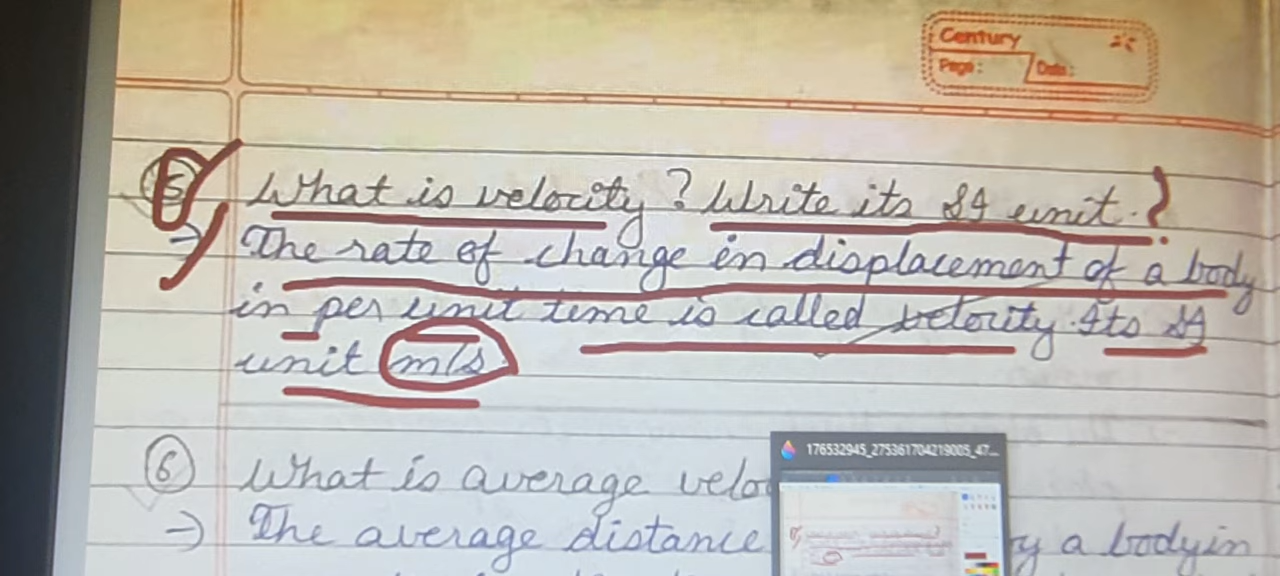 Century
Page: Date:
5 What is velocity? Write its SI unit.?
→ The rate of change in displacement of a body
in per unit time is called velocity. Its SI
unit m/s.
6 What is average velo
176532945_275361704219005_47...
→ The average distance y a body in